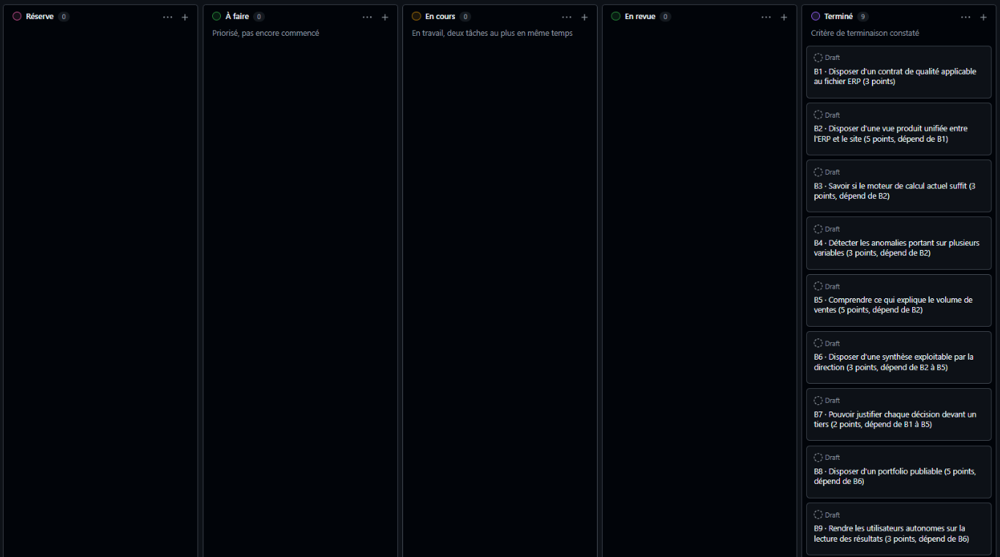 Réserve 0
À faire 0
Priorisé, pas encore commencé
En cours 0
En travail, deux tâches au plus en même temps
En revue 0
Terminé 9
Critère de terminaison constaté
Draft
B1 · Disposer d'un contrat de qualité applicable
au fichier ERP (3 points)
Draft
B2 · Disposer d'une vue produit unifiée entre
l'ERP et le site (5 points, dépend de B1)
Draft
B3 · Savoir si le moteur de calcul actuel suffit (3
points, dépend de B2)
Draft
B4 · Détecter les anomalies portant sur plusieurs
variables (3 points, dépend de B2)
Draft
B5 · Comprendre ce qui explique le volume de
ventes (5 points, dépend de B2)
Draft
B6 · Disposer d'une synthèse exploitable par la
direction (3 points, dépend de B2 à B5)
Draft
B7 · Pouvoir justifier chaque décision devant un
tiers (2 points, dépend de B1 à B5)
Draft
B8 · Disposer d'un portfolio publiable (5 points,
dépend de B6)
Draft
B9 · Rendre les utilisateurs autonomes sur la
lecture des résultats (3 points, dépend de B6)